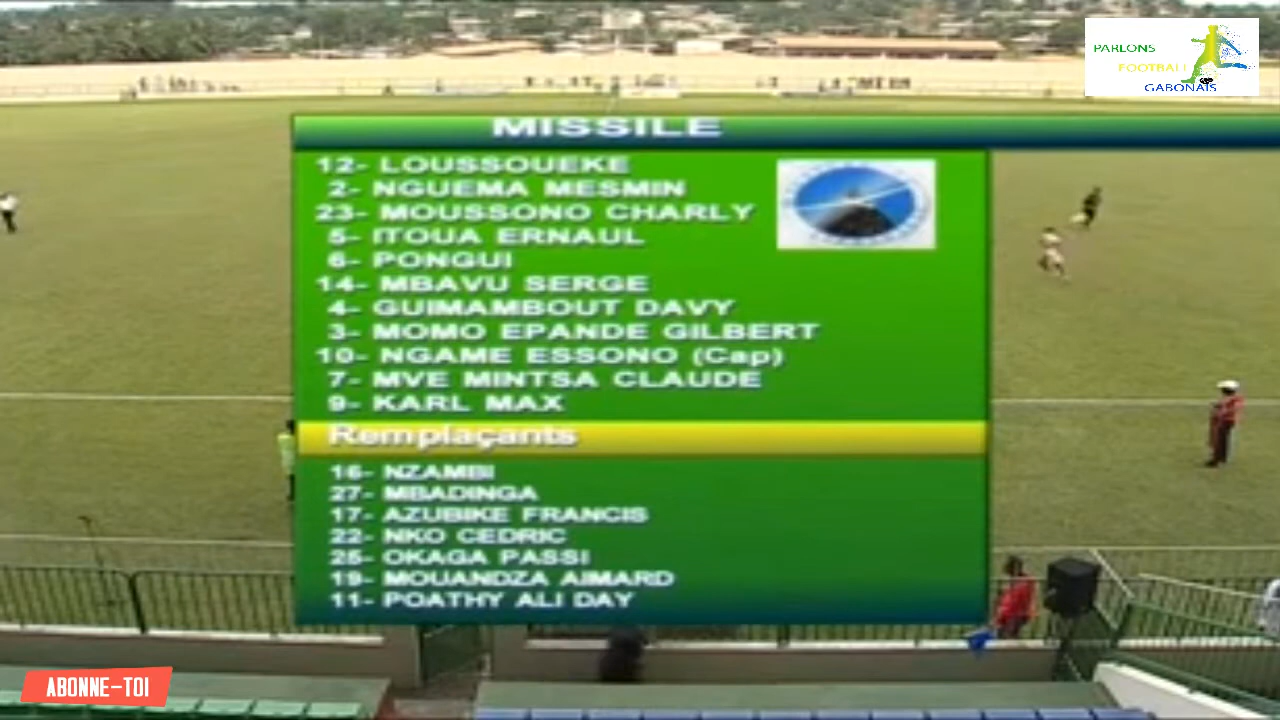 PARLONS
FOOTBALL
GABONAIS
MISSILE
12- LOUSSOUEKE
2- NGUEMA MESMIN
23- MOUSSONO CHARLY
5- ITOUA ERNAUL
6- PONGUI
14- MBAVU SERGE
4- GUIMAMBOUT DAVY
3- MOMO EPANDE GILBERT
10- NGAME ESSONO (Cap)
7- MVE MINTSA CLAUDE
9- KARL MAX
Remplaçants
16- NZAMBI
27- MBADINGA
17- AZUBIKE FRANCIS
22- NKO CEDRIC
25- OKAGA PASSI
19- MOUANDZA AIMARD
11- POATHY ALI DAY
ABONNE-TOI